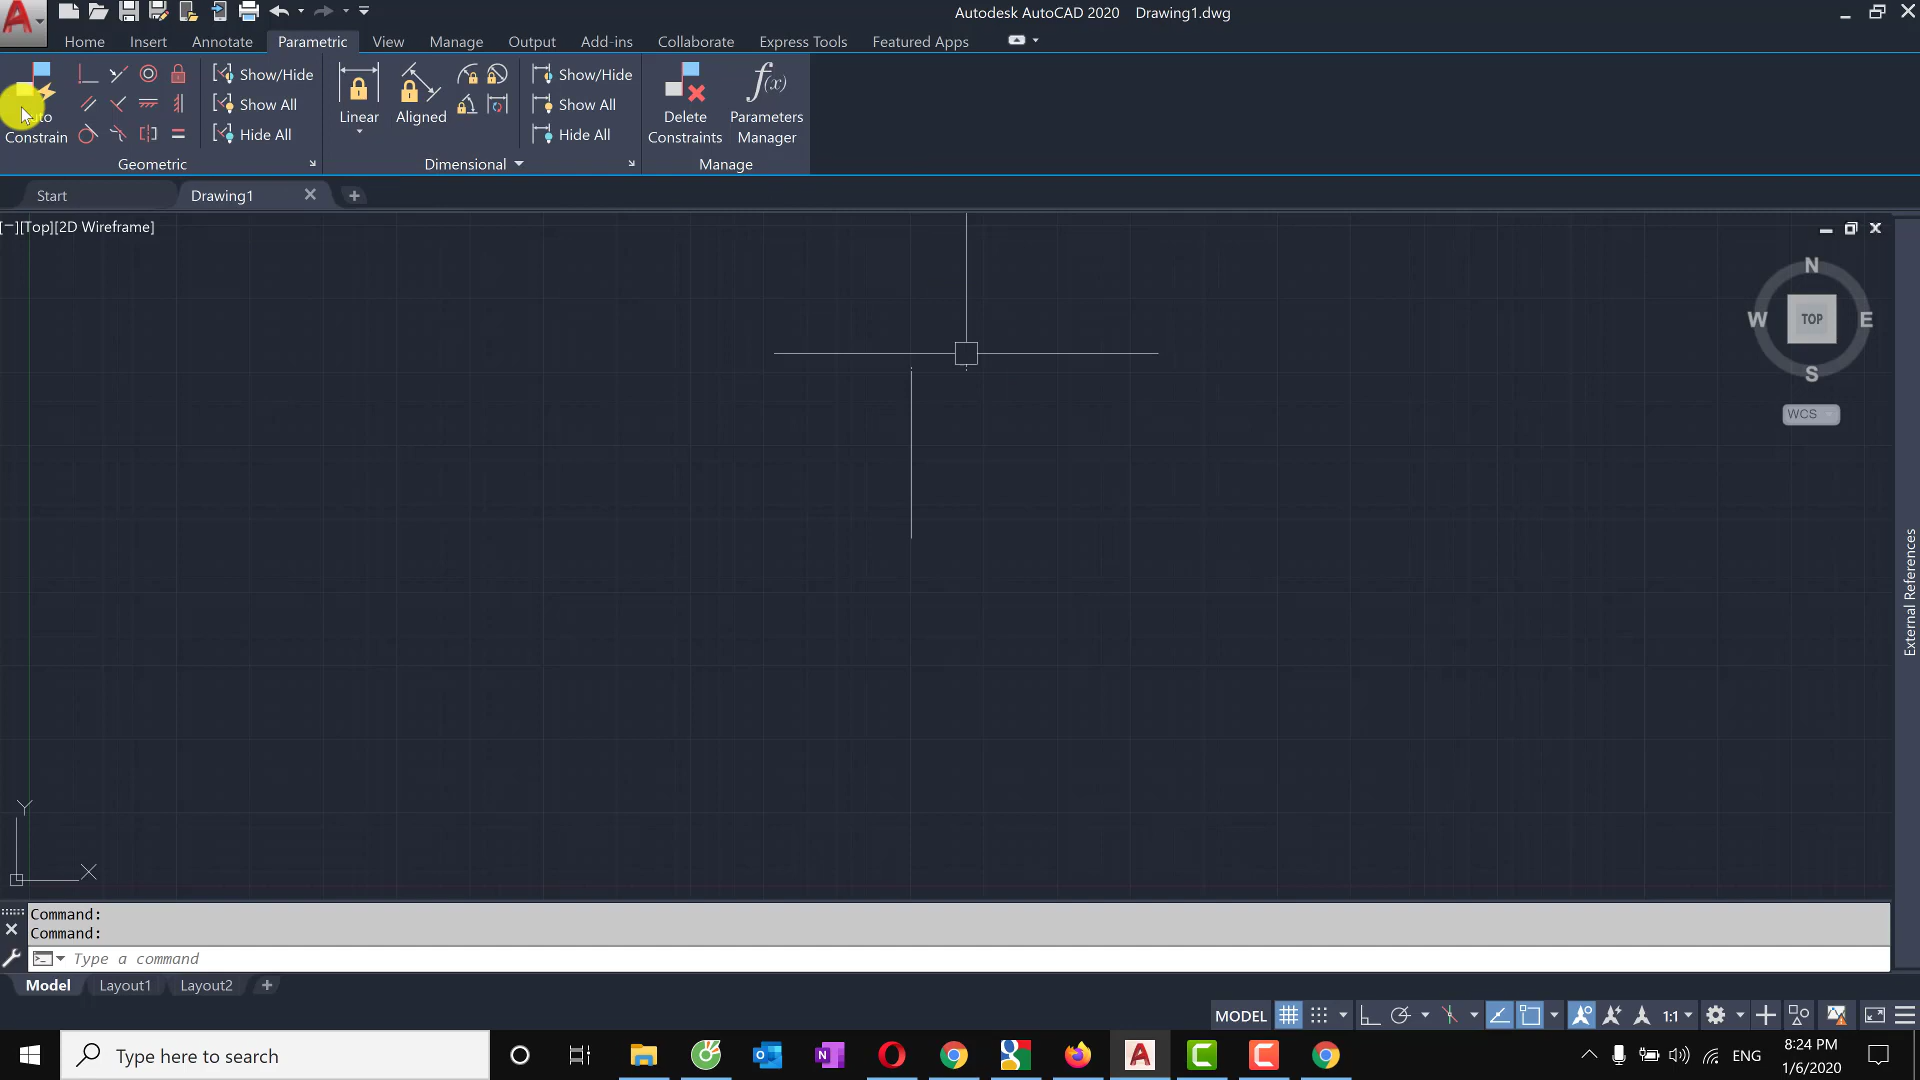 Autodesk AutoCAD 2020 Drawing1.dwg
Home Insert Annotate Parametric View Manage Output Add-ins Collaborate Express Tools Featured Apps
Constrain
Show/Hide
Show All
Hide All
Geometric
Linear
Aligned
Show/Hide
Show All
Hide All
Dimensional
Delete
Constraints
Parameters
Manager
Manage
Start
Drawing1
[−][Top][2D Wireframe]
N
W TOP E
S
WCS
External References
Y
X
Command:
Command:
Type a command
Model Layout1 Layout2
MODEL 1:1
Type here to search
ENG
8:24 PM
1/6/2020